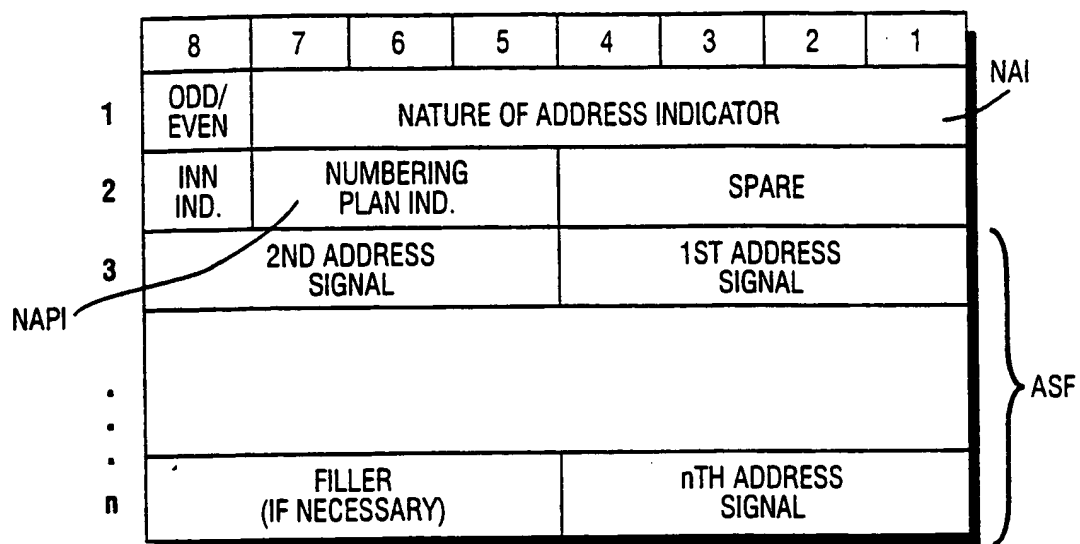 8 7 6 5 4 3 2 1
NAI
1 ODD/ EVEN NATURE OF ADDRESS INDICATOR
2 INN IND. NUMBERING PLAN IND. SPARE
3 2ND ADDRESS SIGNAL 1ST ADDRESS SIGNAL
NAPI
ASF
n FILLER (IF NECESSARY) nTH ADDRESS SIGNAL